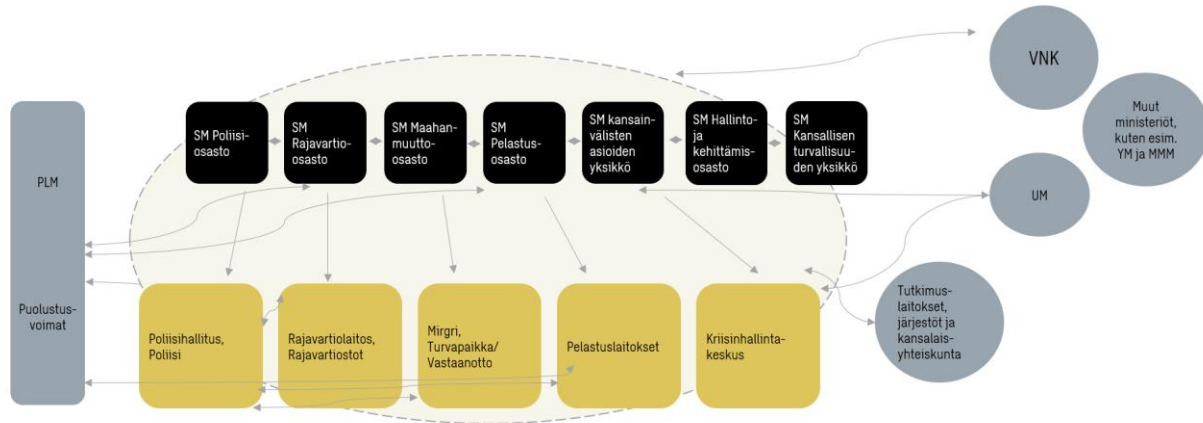 VNK
Muut
ministeriöt,
kuten esim.
YM ja MMM
SM Poliisi-
osasto
SM
Rajavartio-
osasto
SM Maahan-
muutto-
osasto
SM
Pelastus-
osasto
SM kansain-
välisten
asioiden
yksikkö
SM Hallinto-
ja
kehittämis-
osasto
SM
Kansallisen
turvallisuu-
den yksikkö
PLM
UM
Puolustus-
voimat
Poliisihallitus,
Poliisi
Rajavartiolaitos,
Rajavartiostot
Mirgri,
Turvapaikka/
Vastaanotto
Pelastuslaitokset
Kriisinhallinta-
keskus
Tutkimus-
laitokset,
järjestöt ja
kansalais-
yhteiskunta